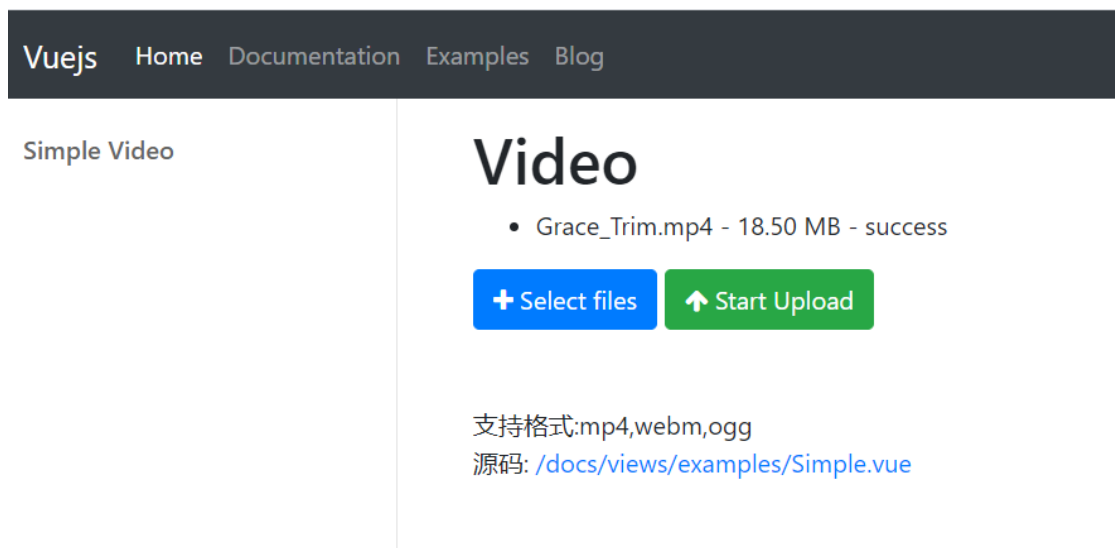 Vuejs Home Documentation Examples Blog
Simple Video
Video
• Grace_Trim.mp4 - 18.50 MB - success
Select files Start Upload
支持格式:mp4,webm,ogg
源码: /docs/views/examples/Simple.vue